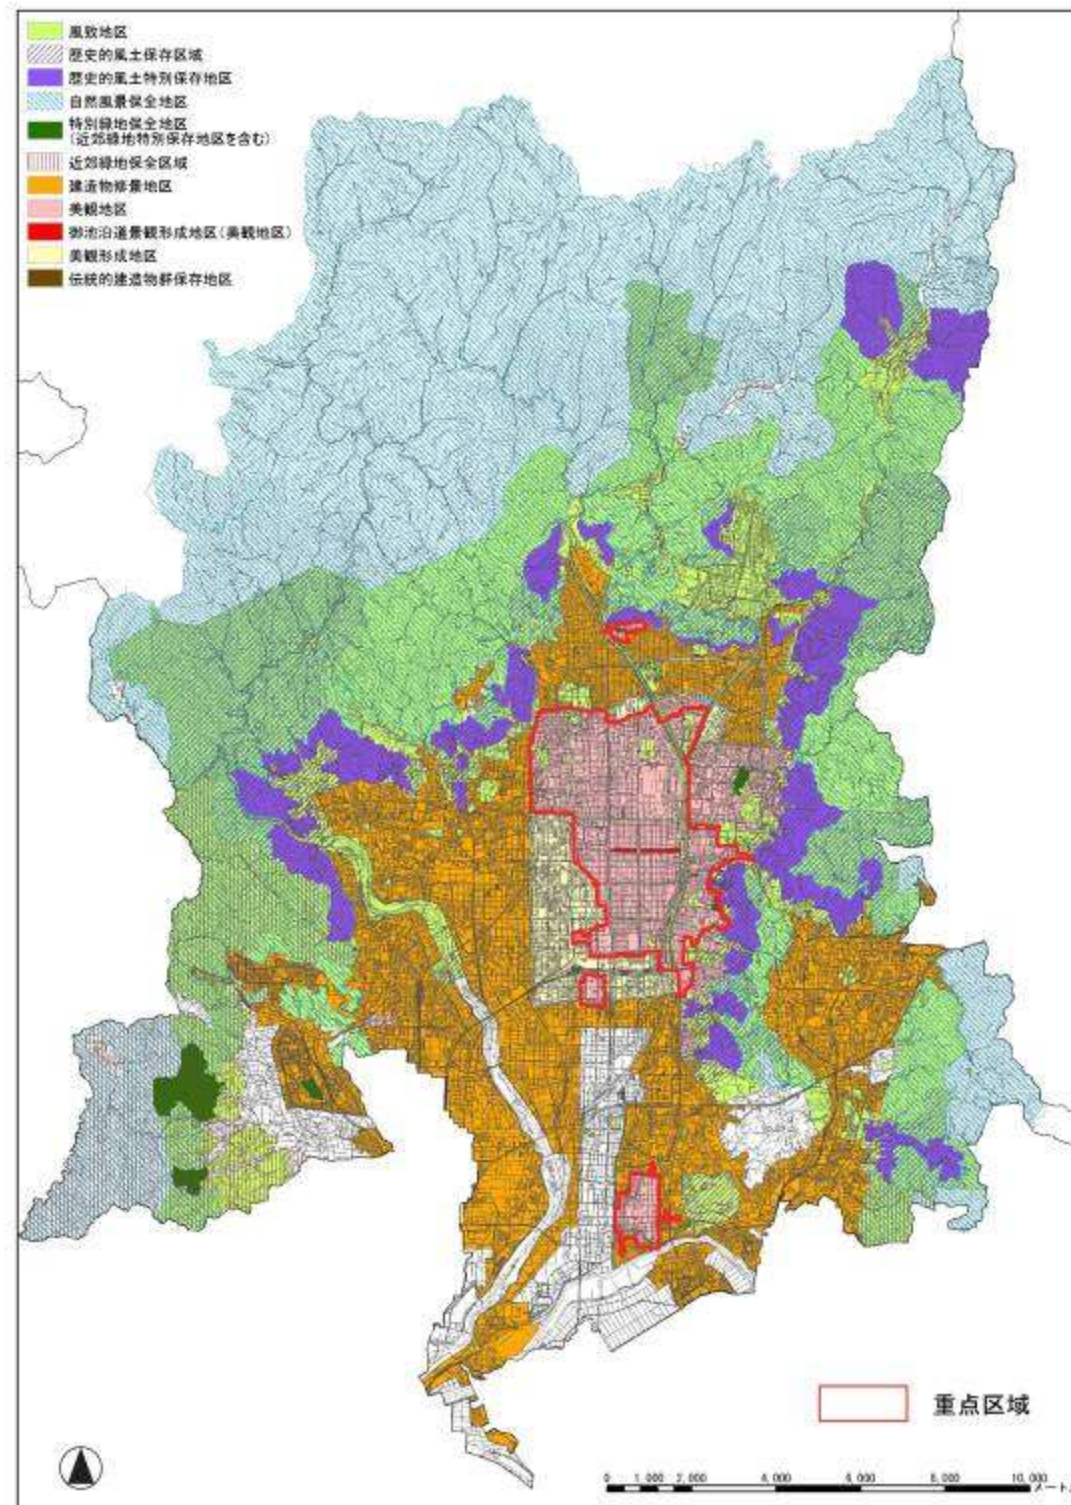 風致地区
歴史的風土保存区域
歴史的風土特別保存地区
自然風景保全地区
特別緑地保全地区
(近郊緑地特別保存地区を含む)
近郊緑地保全区域
建造物修景地区
美観地区
御池沿道景観形成地区(美観地区)
美観形成地区
伝統的建造物群保存地区
重点区域
0 1,000 2,000 4,000 6,000 8,000 10,000
メートル